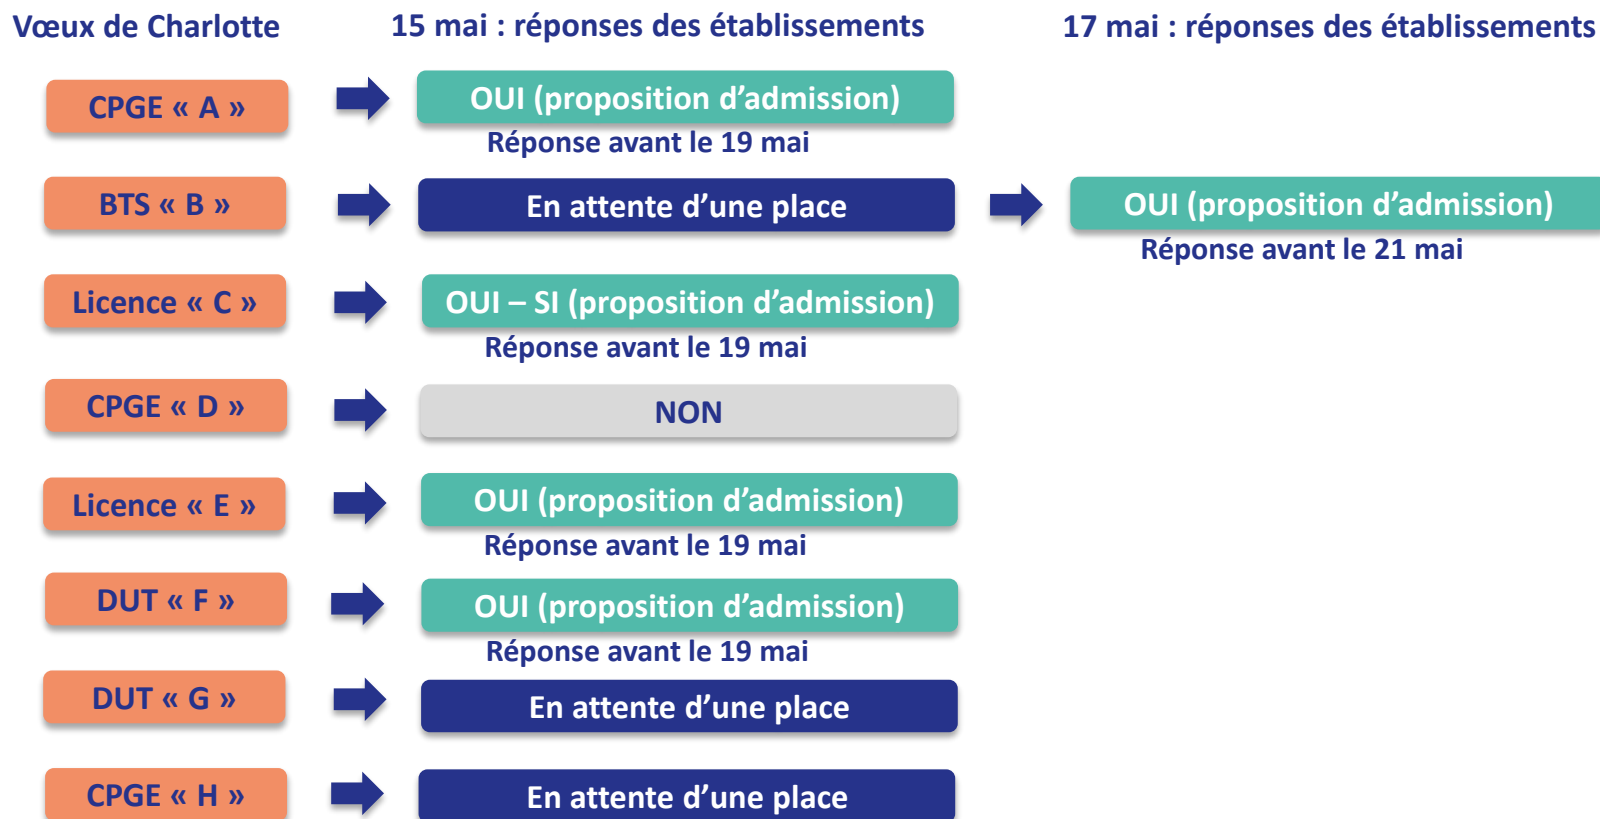 Vœux de Charlotte
15 mai : réponses des établissements
17 mai : réponses des établissements
CPGE « A »
OUI (proposition d’admission)
Réponse avant le 19 mai
BTS « B »
En attente d’une place
OUI (proposition d’admission)
Réponse avant le 21 mai
Licence « C »
OUI – SI (proposition d’admission)
Réponse avant le 19 mai
CPGE « D »
NON
Licence « E »
OUI (proposition d’admission)
Réponse avant le 19 mai
DUT « F »
OUI (proposition d’admission)
Réponse avant le 19 mai
DUT « G »
En attente d’une place
CPGE « H »
En attente d’une place